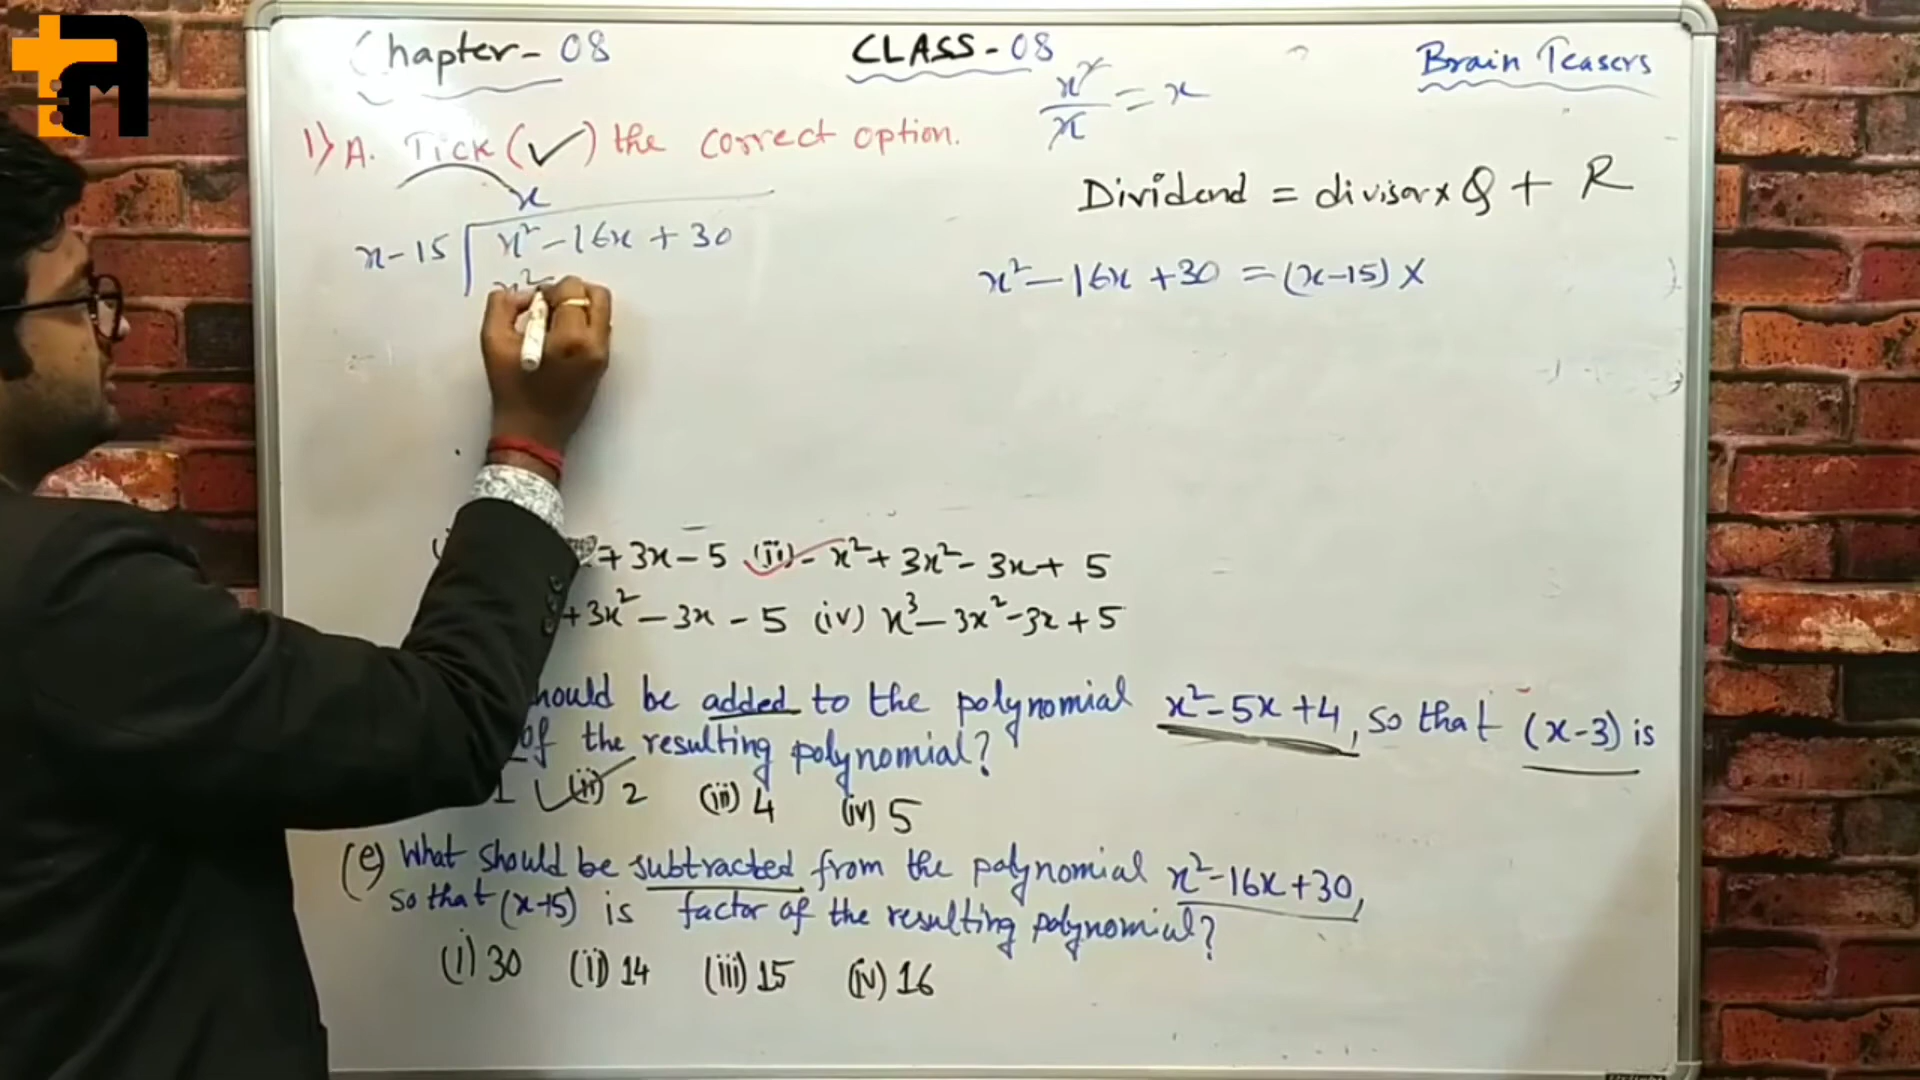 Chapter-08 CLASS-08 Brain Teasers
x²/x = x
1) A. Tick (✓) the correct option.
Dividend = divisor x Q + R
x
x-15 x²-16x+30
x²-16x+30 = (x-15) x
x²-
+3x-5 (ii) -x²+3x²-3x+5
+3x²-3x-5 (iv) x³-3x²-3x+5
should be added to the polynomial x²-5x+4, so that (x-3) is
of the resulting polynomial?
1 (ii) 2 (iii) 4 (iv) 5
(e) What should be subtracted from the polynomial x²-16x+30,
so that (x-15) is factor of the resulting polynomial?
(i) 30 (ii) 14 (iii) 15 (iv) 16